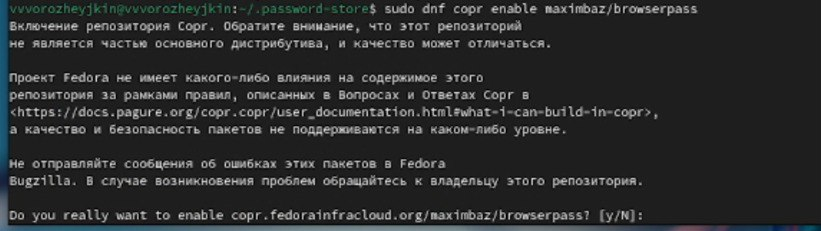 vvvorozheyjkin@vvvorozheyjkin:~/.password-store$ sudo dnf copr enable maximbaz/browserpass
Включение репозитория Copr. Обратите внимание, что этот репозиторий
не является частью основного дистрибутива, и качество может отличаться.
Проект Fedora не имеет какого-либо влияния на содержимое этого
репозитория за рамками правил, описанных в Вопросах и Ответах Copr в
<https://docs.pagure.org/copr.copr/user_documentation.html#what-i-can-build-in-copr>,
а качество и безопасность пакетов не поддерживаются на каком-либо уровне.
Не отправляйте сообщения об ошибках этих пакетов в Fedora
Bugzilla. В случае возникновения проблем обращайтесь к владельцу этого репозитория.
Do you really want to enable copr.fedorainfracloud.org/maximbaz/browserpass? [y/N]: